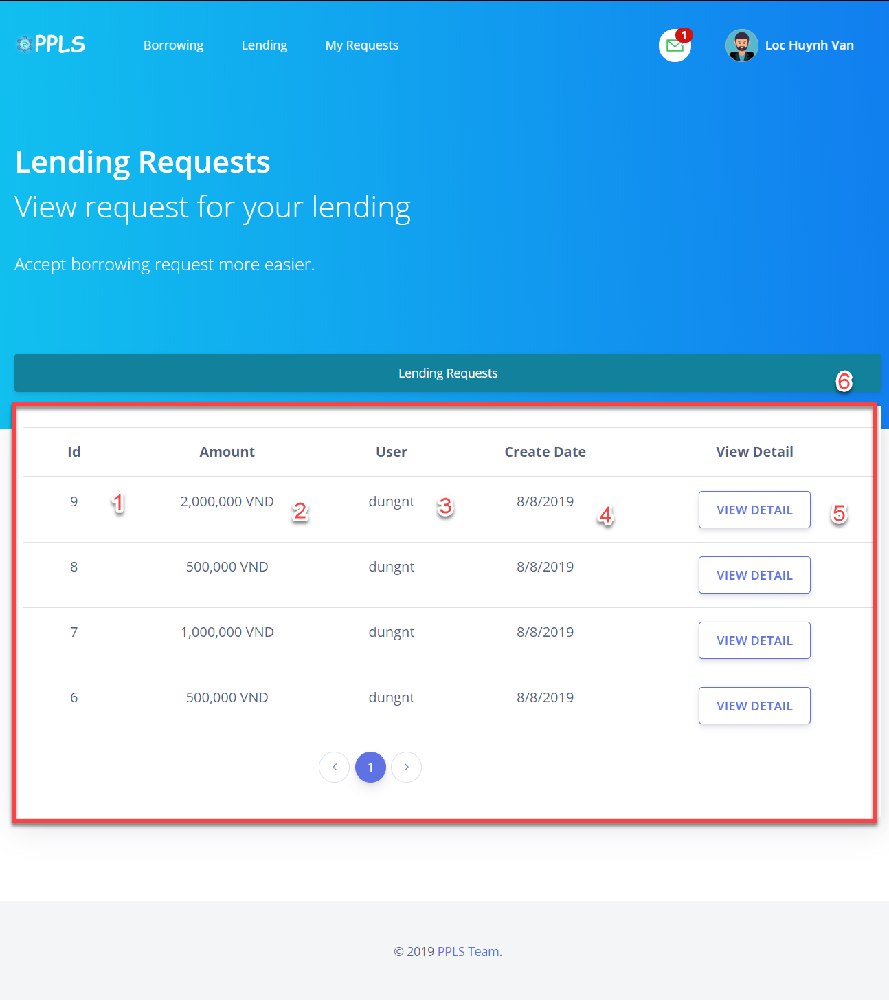 PPLS Borrowing Lending My Requests 1 Loc Huynh Van
Lending Requests
View request for your lending
Accept borrowing request more easier.
Lending Requests
6
Id Amount User Create Date View Detail
9 1 2,000,000 VND 2 dungnt 3 8/8/2019 4 VIEW DETAIL 5
8 500,000 VND dungnt 8/8/2019 VIEW DETAIL
7 1,000,000 VND dungnt 8/8/2019 VIEW DETAIL
6 500,000 VND dungnt 8/8/2019 VIEW DETAIL
< 1 >
© 2019 PPLS Team.